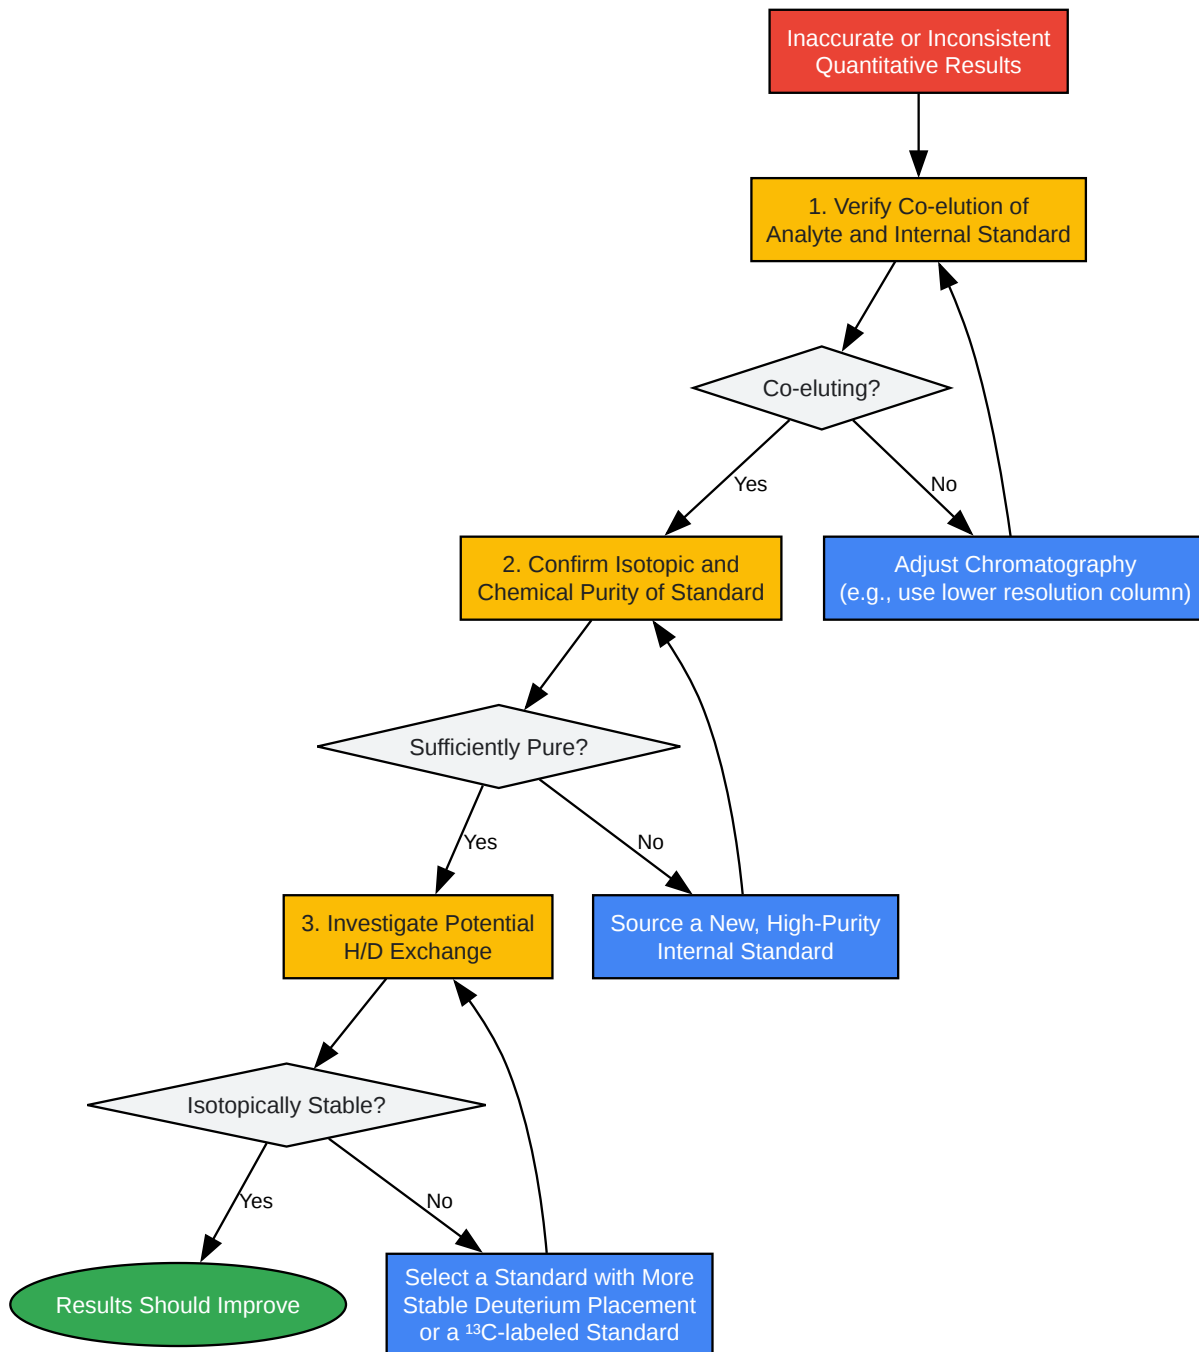 Inaccurate or Inconsistent
Quantitative Results
1. Verify Co-elution of
Analyte and Internal Standard
Co-eluting?
Yes
No
2. Confirm Isotopic and
Chemical Purity of Standard
Adjust Chromatography
(e.g., use lower resolution column)
Sufficiently Pure?
Yes
No
3. Investigate Potential
H/D Exchange
Source a New, High-Purity
Internal Standard
Isotopically Stable?
Yes
No
Results Should Improve
Select a Standard with More
Stable Deuterium Placement
or a ¹³C-labeled Standard